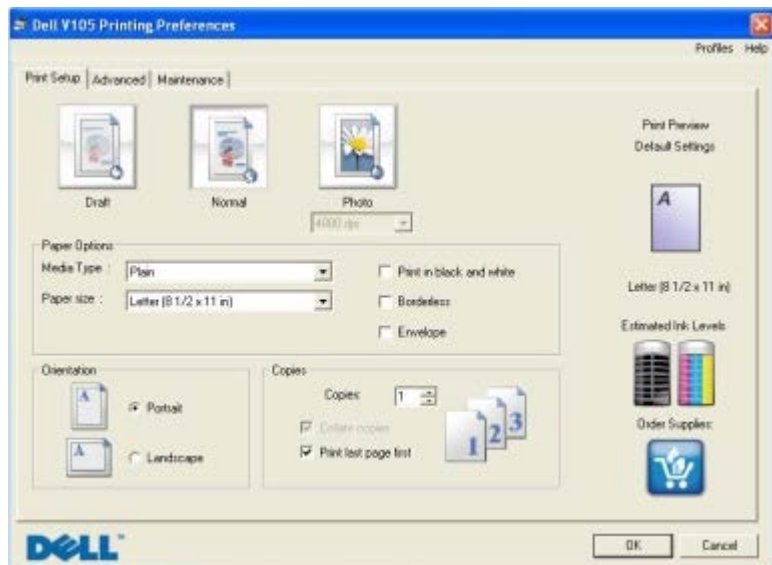 Dell V105 Printing Preferences
Profiles Help
Print Setup Advanced Maintenance
Draft
Normal
Photo
4800 dpi
Print Preview
Default Settings
A
Letter (8 1/2 x 11 in)
Paper Options
Media Type : Plain
Paper size : Letter (8 1/2 x 11 in)
Print in black and white
Borderless
Envelope
Estimated Ink Levels
Orientation
A
Portrait
A
Landscape
Copies
Copies: 1
Collate copies
Print last page first
1 2 3
Order Supplies:
DELL
OK Cancel